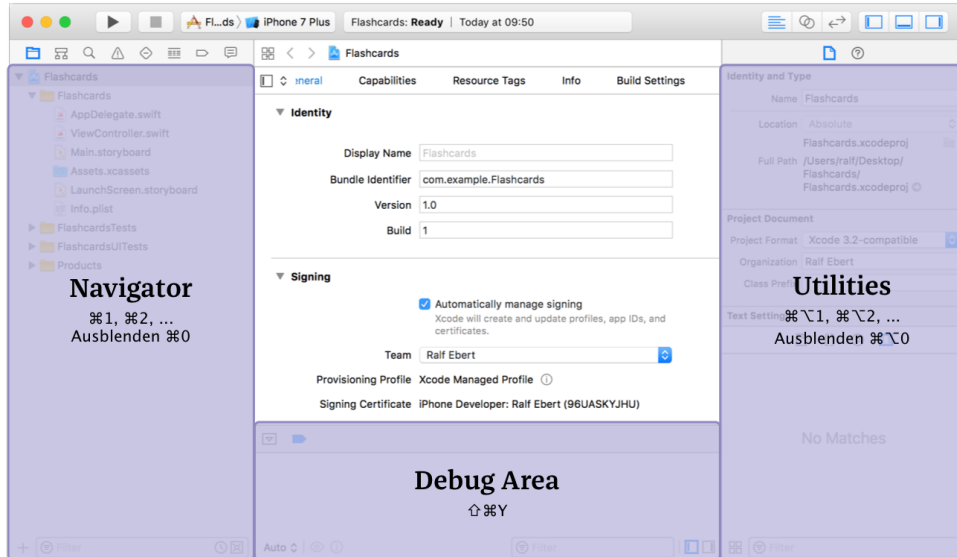 Fl...ds
iPhone 7 Plus
Flashcards: Ready | Today at 09:50
Flashcards
eneral
Capabilities
Resource Tags
Info
Build Settings
Flashcards
Flashcards
AppDelegate.swift
ViewController.swift
Main.storyboard
Assets.xcassets
LaunchScreen.storyboard
Info.plist
FlashcardsTests
FlashcardsUITests
Products
Navigator
⌘1, ⌘2, ...
Ausblenden ⌘0
Filter
Identity
Display Name Flashcards
Bundle Identifier com.example.Flashcards
Version 1.0
Build 1
Signing
Automatically manage signing
Xcode will create and update profiles, app IDs, and
certificates.
Team Ralf Ebert
Provisioning Profile Xcode Managed Profile
Signing Certificate iPhone Developer: Ralf Ebert (96UASKYJHU)
Debug Area
⇧⌘Y
Auto
Filter
Identity and Type
Name Flashcards
Location Absolute
Flashcards.xcodeproj
Full Path /Users/ralf/Desktop/
Flashcards/
Flashcards.xcodeproj
Project Document
Project Format Xcode 3.2-compatible
Organization Ralf Ebert
Class Prefix
Utilities
Text Setting
⌘⌥1, ⌘⌥2, ...
Ausblenden ⌘⌥0
No Matches
Filter